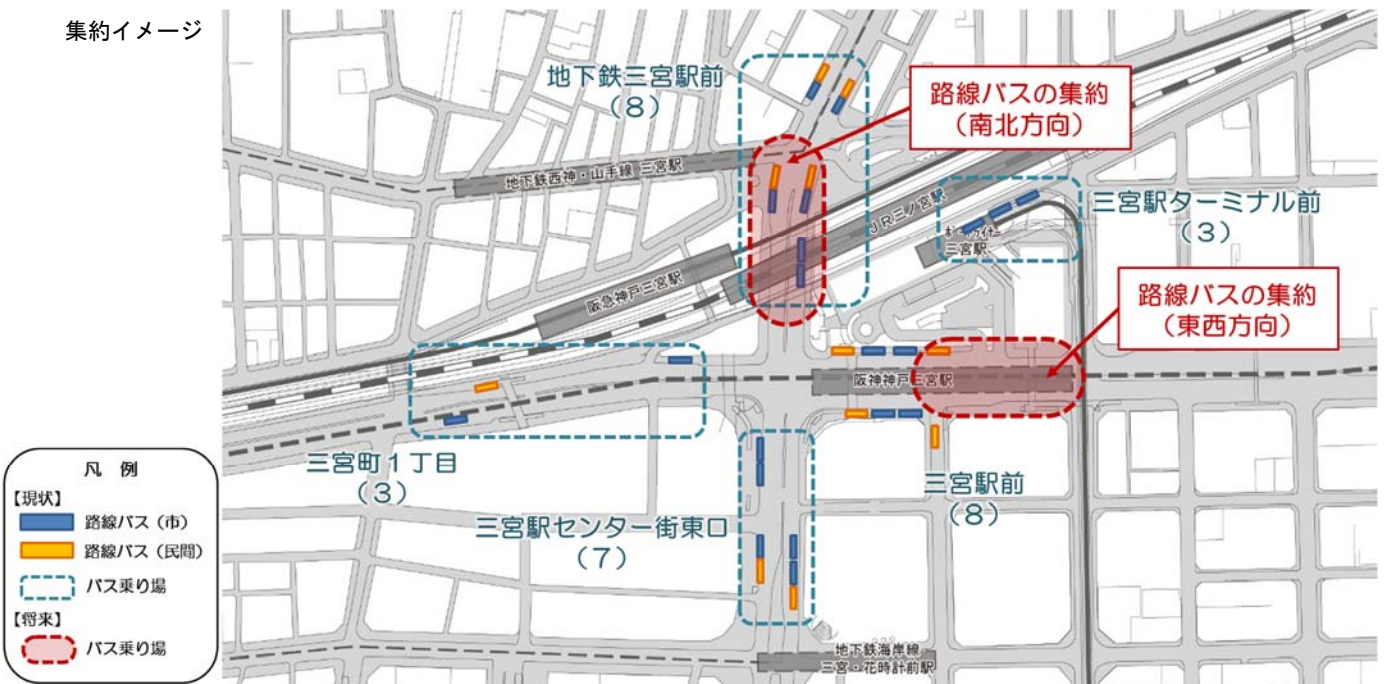 集約イメージ
地下鉄三宮駅前
（8）
路線バスの集約
（南北方向）
地下鉄西神・山手線 三宮駅
JR三ノ宮駅
三宮駅ターミナル前
（3）
ポートライナー
三宮駅
阪急神戸三宮駅
路線バスの集約
（東西方向）
阪神神戸三宮駅
三宮町１丁目
（3）
三宮駅センター街東口
（7）
三宮駅前
（8）
地下鉄海岸線
三宮・花時計前駅
凡 例
【現状】
路線バス（市）
路線バス（民間）
バス乗り場
【将来】
バス乗り場